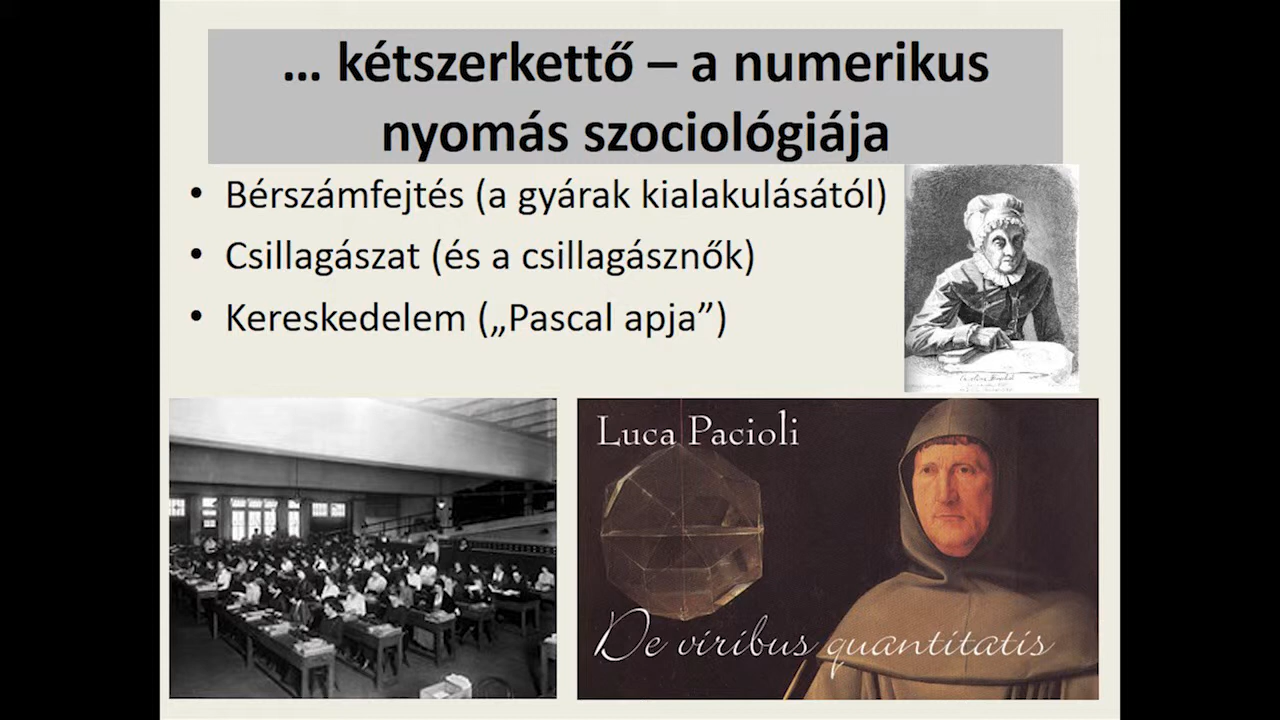 ... kétszerkettő – a numerikus
nyomás szociológiája
• Bérszámfejtés (a gyárak kialakulásától)
• Csillagászat (és a csillagásznők)
• Kereskedelem („Pascal apja”)
Luca Pacioli
De viribus quantitatis